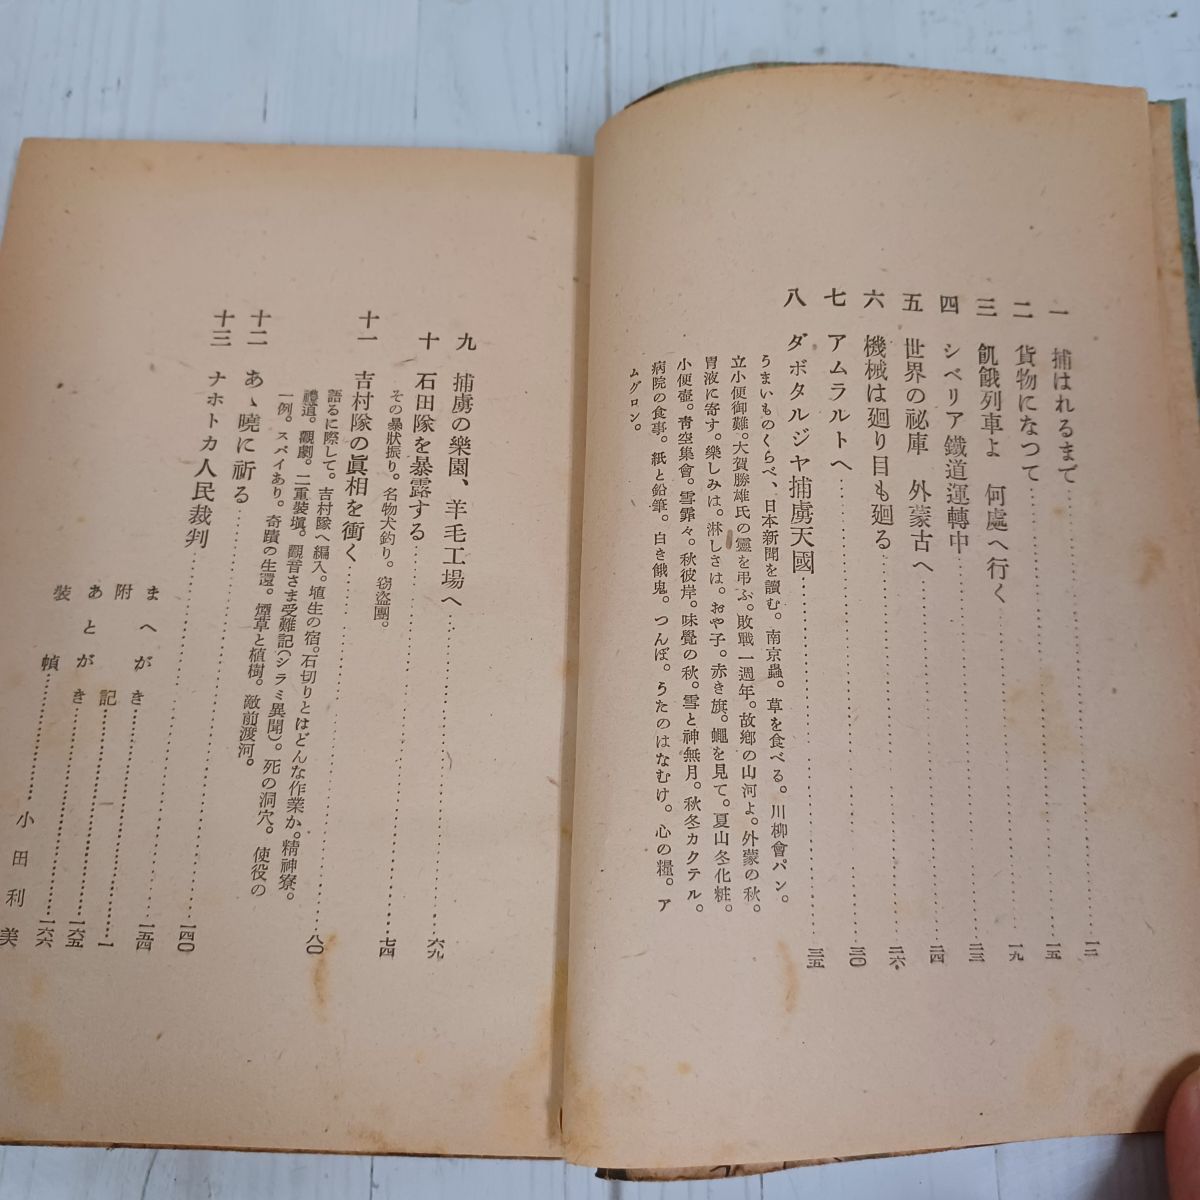 一 捕はれるまで……一二
二 貨物になつて……一五
三 飢餓列車よ 何處へ行く……一九
四 シベリア鐵道運轉中……二三
五 世界の祕庫 外蒙古へ……二四
六 機械は廻り目も廻る……二六
七 アムラルトへ……三〇
八 ダボタルジヤ捕虜天國……三五
うまいものくらべ、日本新聞を讀む。南京蟲。草を食べる。川柳會パン。
立小便御難。大賀勝雄氏の靈を弔ふ。敗戰一週年。故鄕の山河よ。外蒙の秋。
胃液に寄す。樂しみは。淋しさは。おや子。赤き旗。蠅を見て。夏山冬化粧。
小便壺。靑空集會。雪霏々。秋彼岸。味覺の秋。雪と神無月。秋冬カクテル。
病院の食事。紙と鉛筆。白き餓鬼。つんぼ。うたのはなむけ。心の糧。ア
ムグロン。
九 捕虜の樂園、羊毛工場へ……六九
十 石田隊を暴露する……七四
その暴狀振り。名物犬釣り。窃盜團。
十一 吉村隊の眞相を衝く……八〇
語るに際して。吉村隊へ編入。埴生の宿。石切りとはどんな作業か。精神寮。
禮道。觀劇。二重裝塡。觀音さま受難記(シラミ異聞)。死の洞穴。使役の
一例。スパイあり。奇蹟の生還。煙草と植樹。敵前渡河。
十二 あゝ曉に祈る……一四〇
十三 ナホトカ人民裁判……一五四
まへがき……一
附記……一六五
あとがき……一六六
裝幀……小田利美